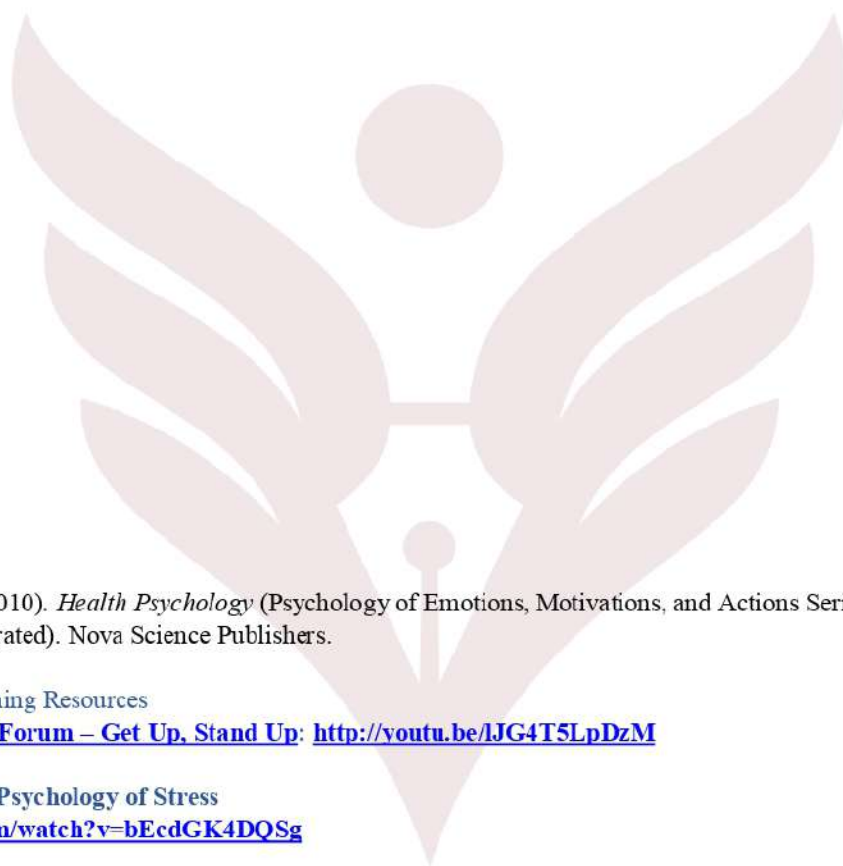 010). Health Psychology (Psychology of Emotions, Motivations, and Actions Seri
rated). Nova Science Publishers.
ning Resources
Forum – Get Up, Stand Up: http://youtu.be/lJG4T5LpDzM
Psychology of Stress
m/watch?v=bEcdGK4DQSg